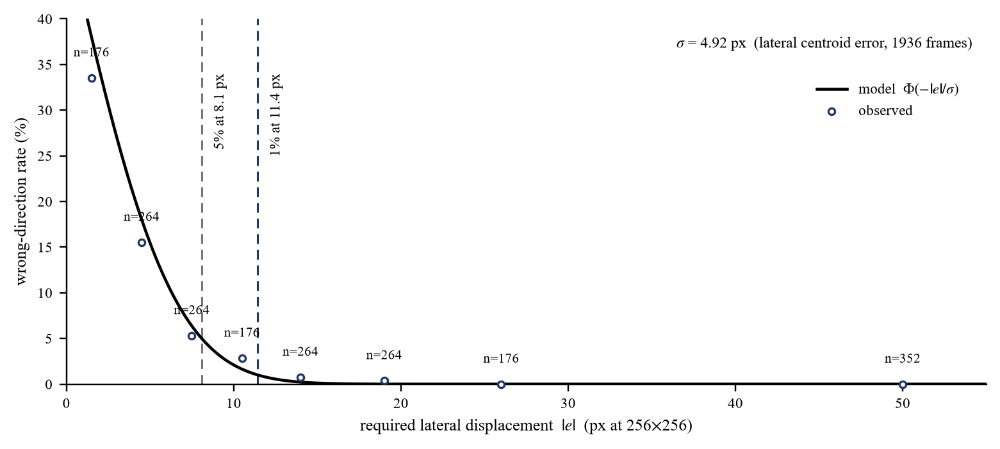 40
35
30
25
20
15
10
5
0
wrong-direction rate (%)
n=176
n=264
n=264
n=176
n=264
n=264
n=176
n=352
5% at 8.1 px
1% at 11.4 px
σ = 4.92 px (lateral centroid error, 1936 frames)
model Φ(−|e|/σ)
observed
0 10 20 30 40 50
required lateral displacement |e| (px at 256×256)